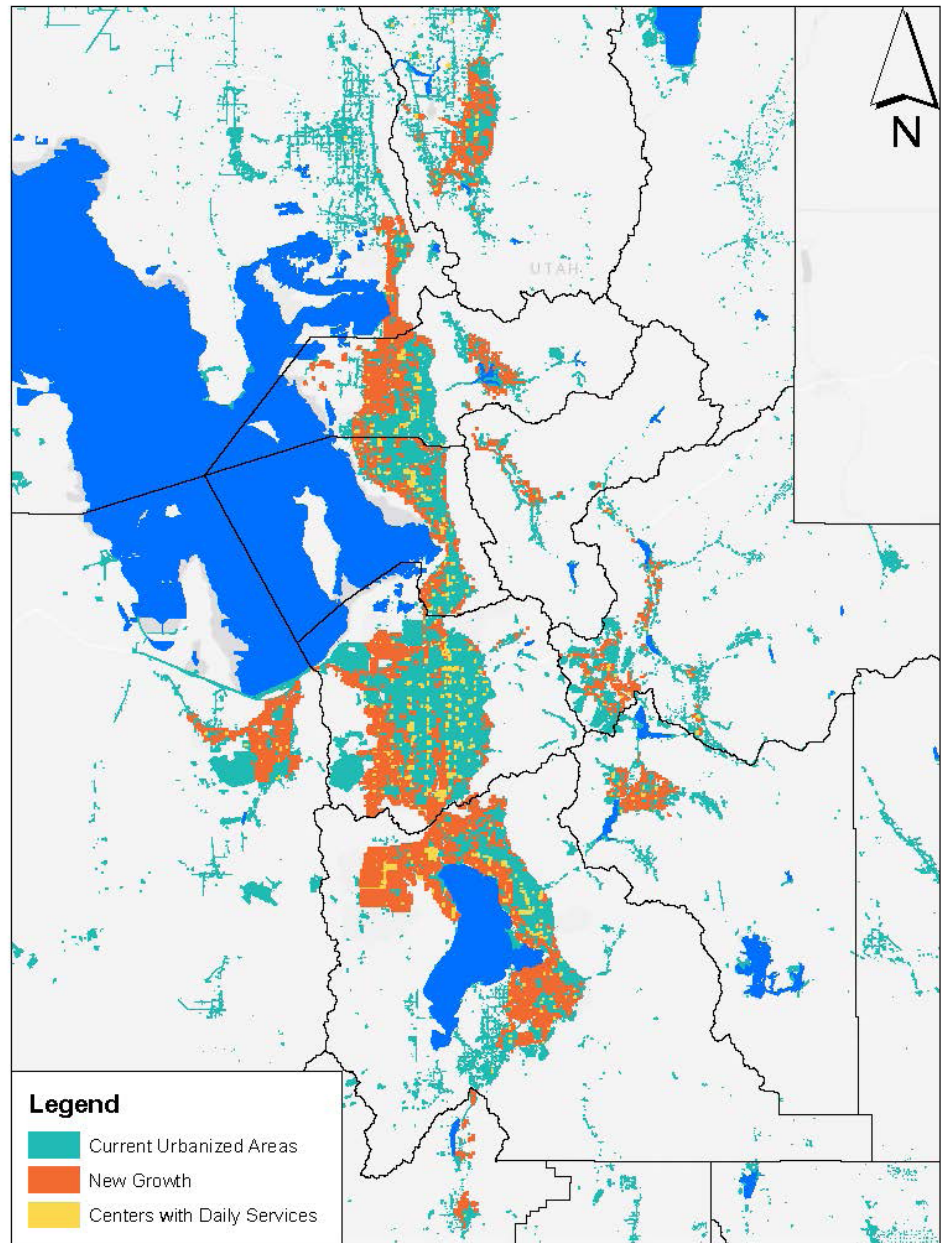 N
UTAH
Legend
Current Urbanized Areas
New Growth
Centers with Daily Services